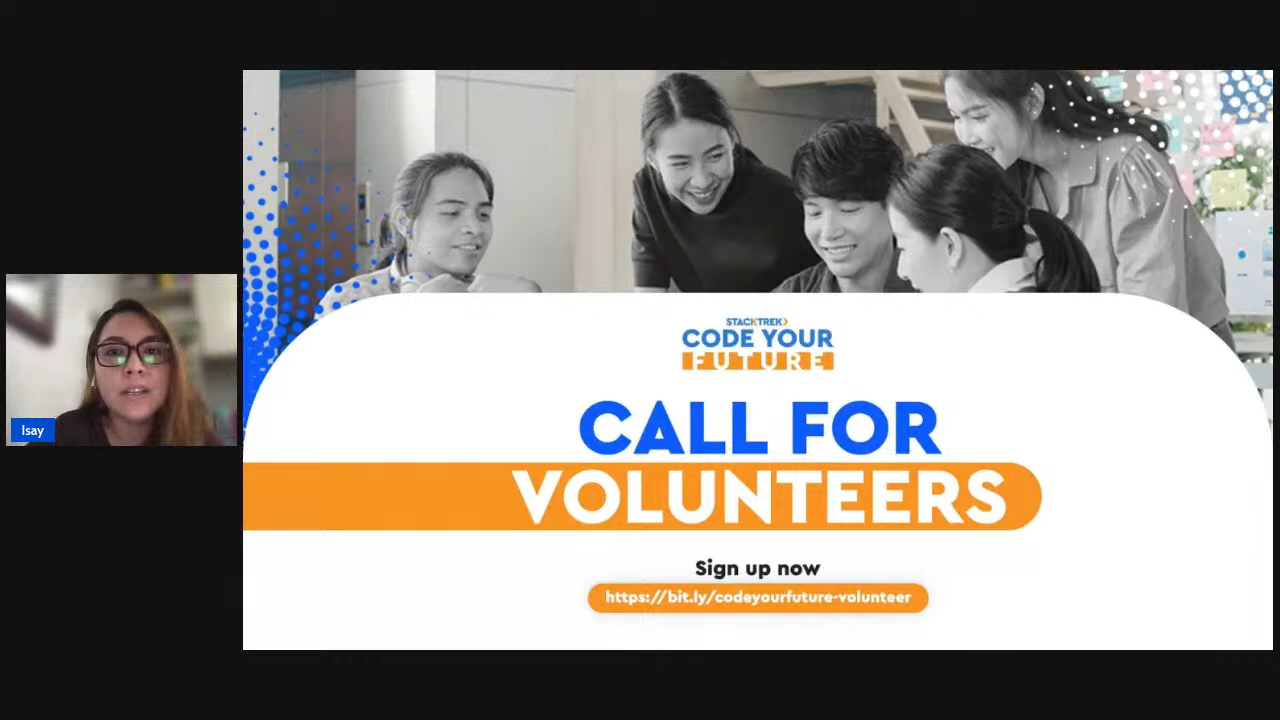 Isay
STACKTREK
CODE YOUR
FUTURE
CALL FOR
VOLUNTEERS
Sign up now
https://bit.ly/codeyourfuture-volunteer